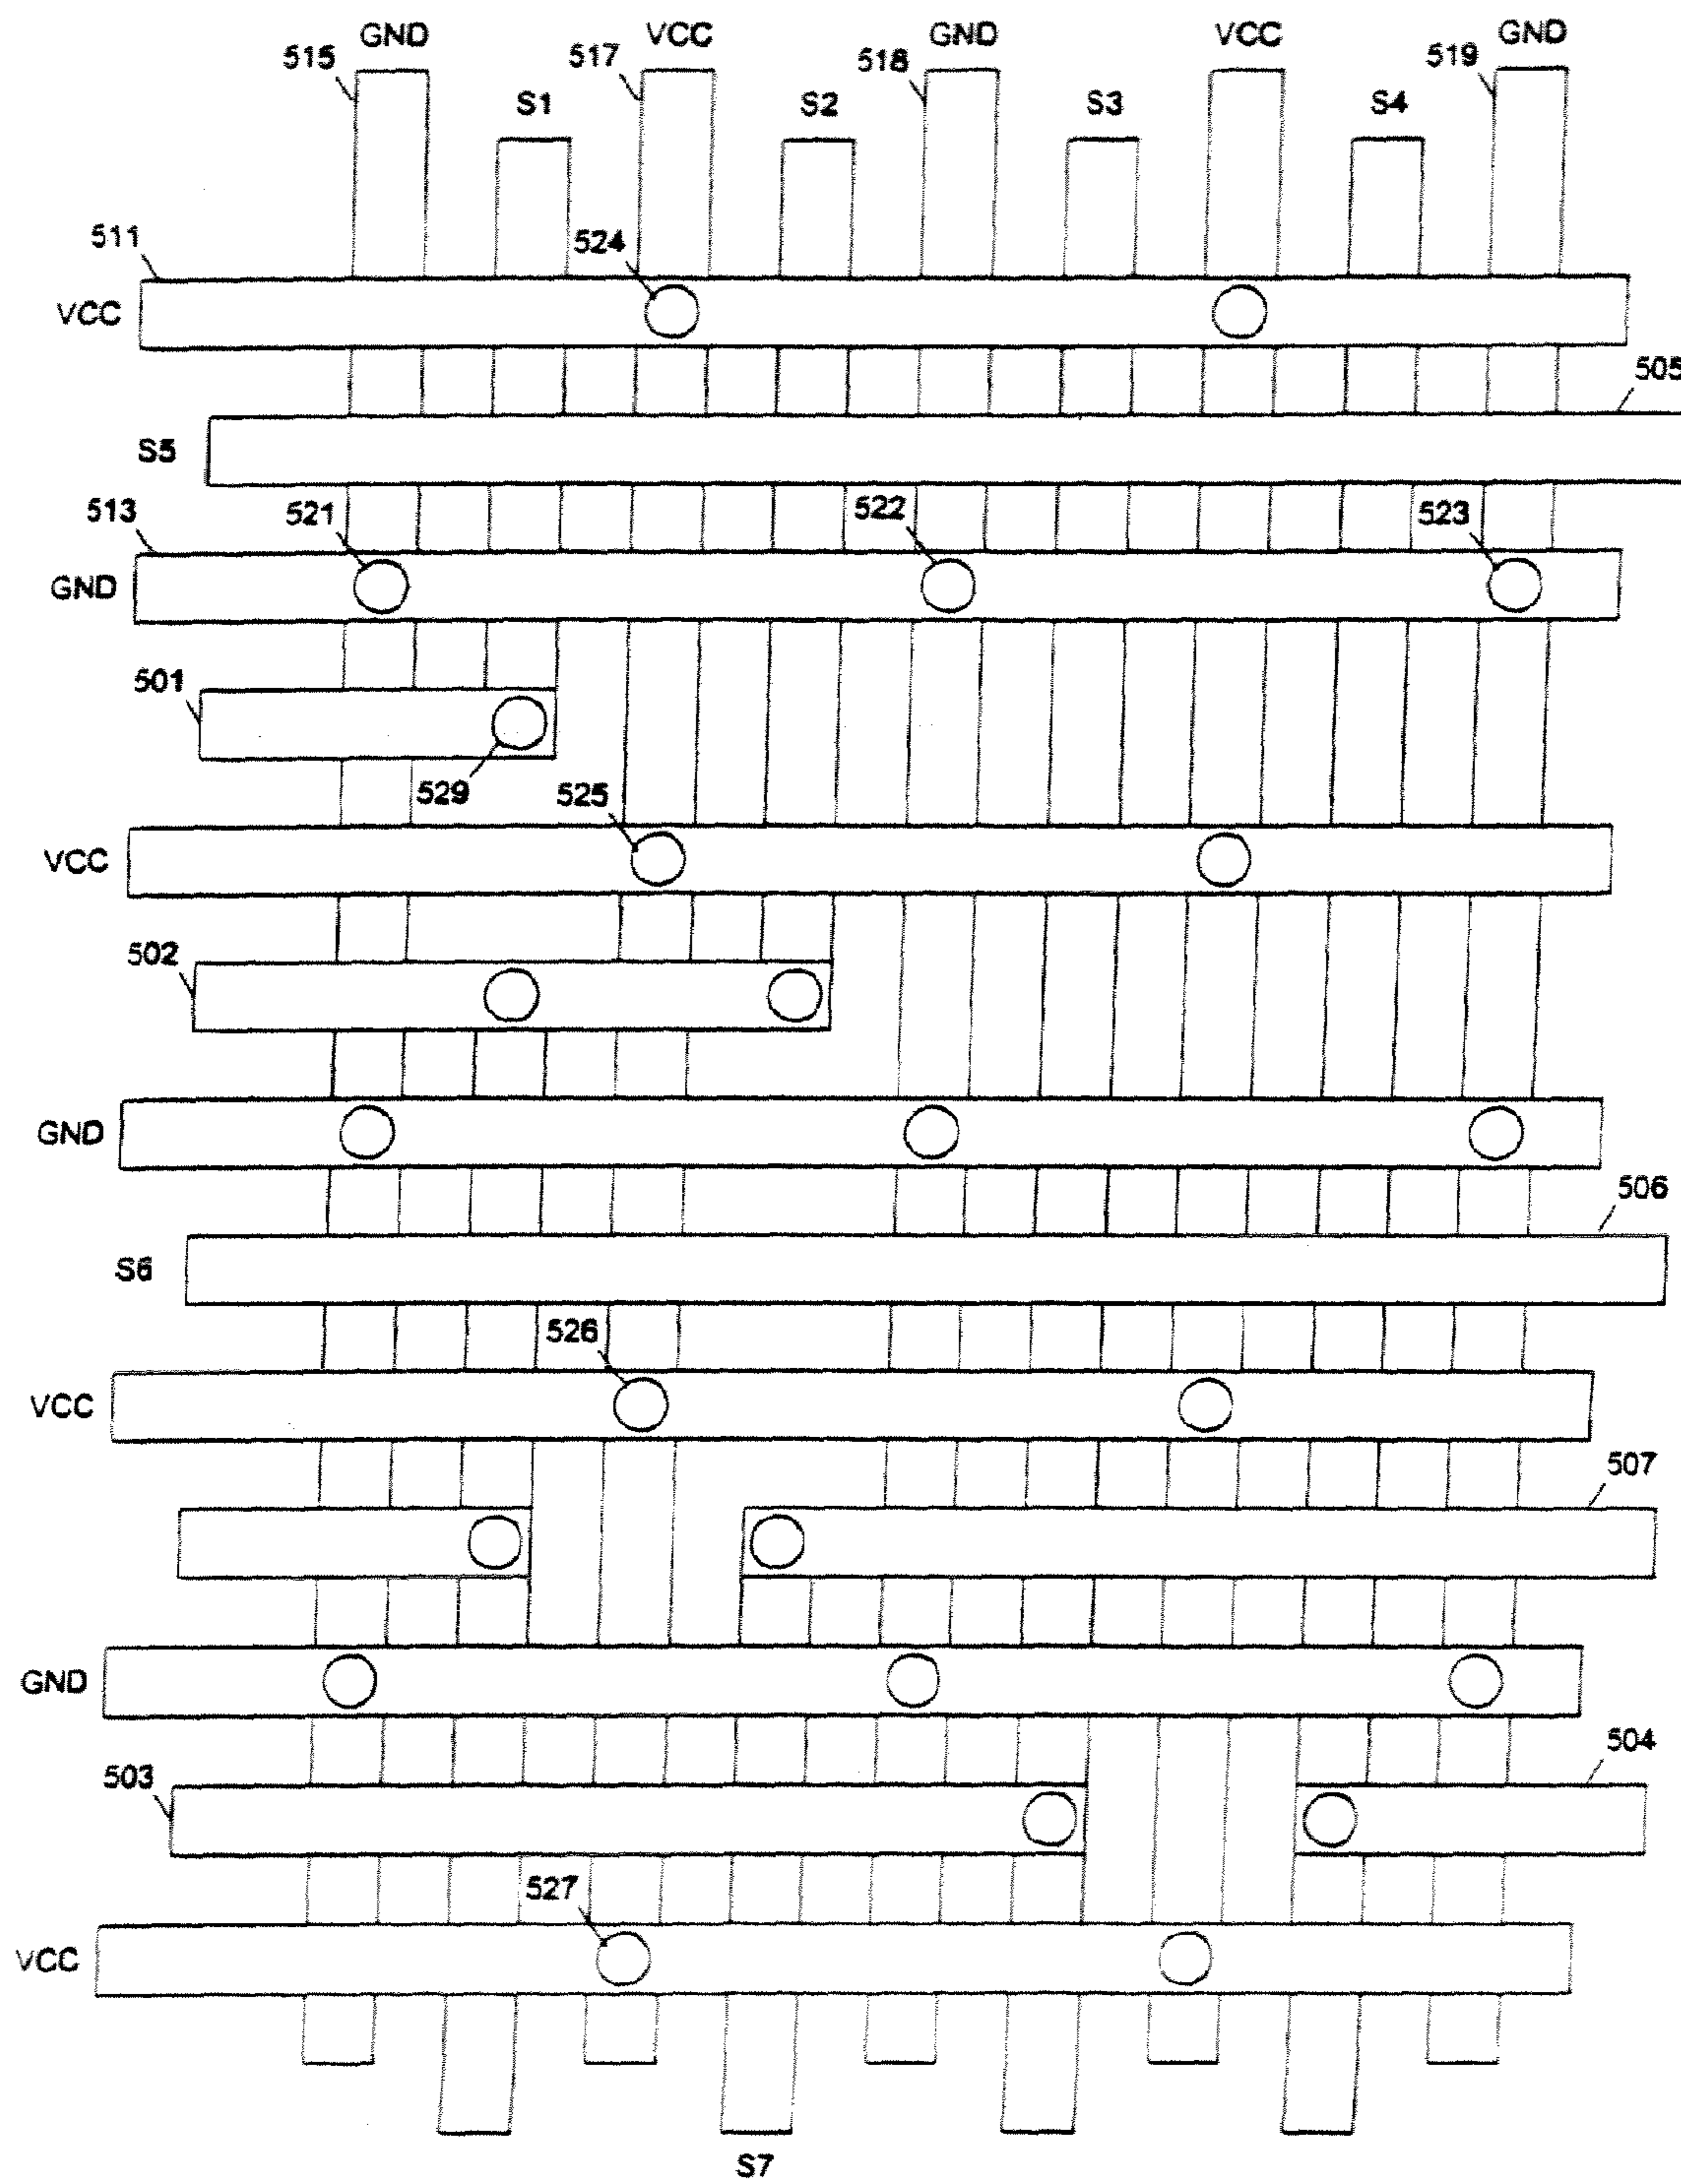 GND VCC GND VCC GND
515 517 518 519
S1 S2 S3 S4
511 524
VCC
505
S5
513 521 522 523
GND
501
529 525
VCC
502
GND
506
S6
526
VCC
507
GND
504
503
527
VCC
S7